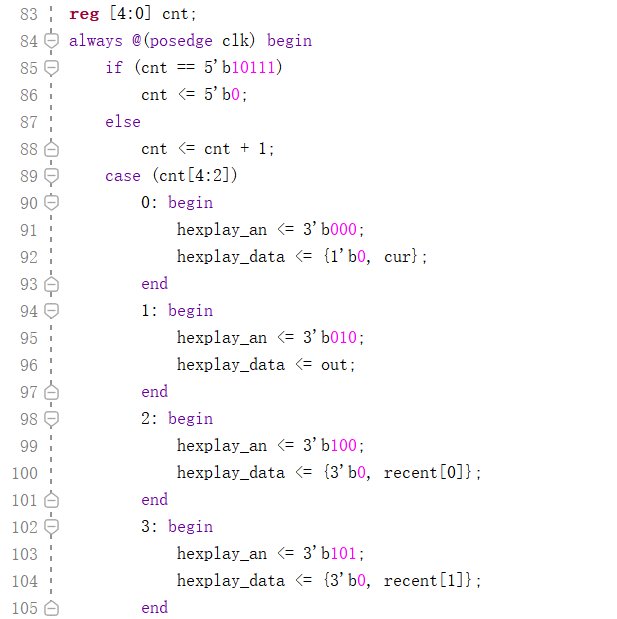 83 reg [4:0] cnt;
84 always @(posedge clk) begin
85 if (cnt == 5'b10111)
86 cnt <= 5'b0;
87 else
88 cnt <= cnt + 1;
89 case (cnt[4:2])
90 0: begin
91 hexplay_an <= 3'b000;
92 hexplay_data <= {1'b0, cur};
93 end
94 1: begin
95 hexplay_an <= 3'b010;
96 hexplay_data <= out;
97 end
98 2: begin
99 hexplay_an <= 3'b100;
100 hexplay_data <= {3'b0, recent[0]};
101 end
102 3: begin
103 hexplay_an <= 3'b101;
104 hexplay_data <= {3'b0, recent[1]};
105 end